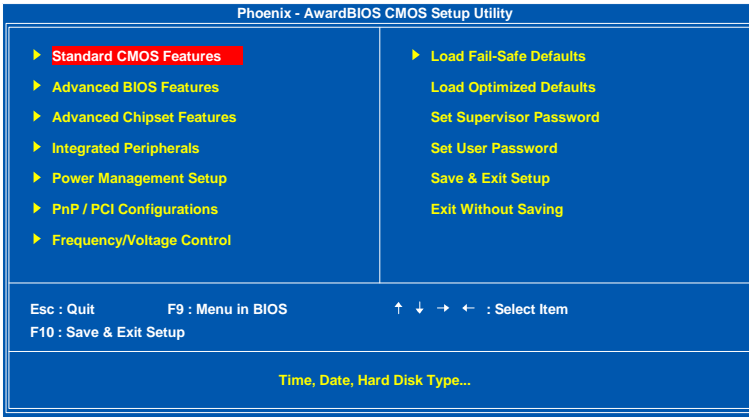 Phoenix - AwardBIOS CMOS Setup Utility
Standard CMOS Features
Advanced BIOS Features
Advanced Chipset Features
Integrated Peripherals
Power Management Setup
PnP / PCI Configurations
Frequency/Voltage Control
Load Fail-Safe Defaults
Load Optimized Defaults
Set Supervisor Password
Set User Password
Save & Exit Setup
Exit Without Saving
Esc : Quit F9 : Menu in BIOS ↑ ↓ → ← : Select Item
F10 : Save & Exit Setup
Time, Date, Hard Disk Type...